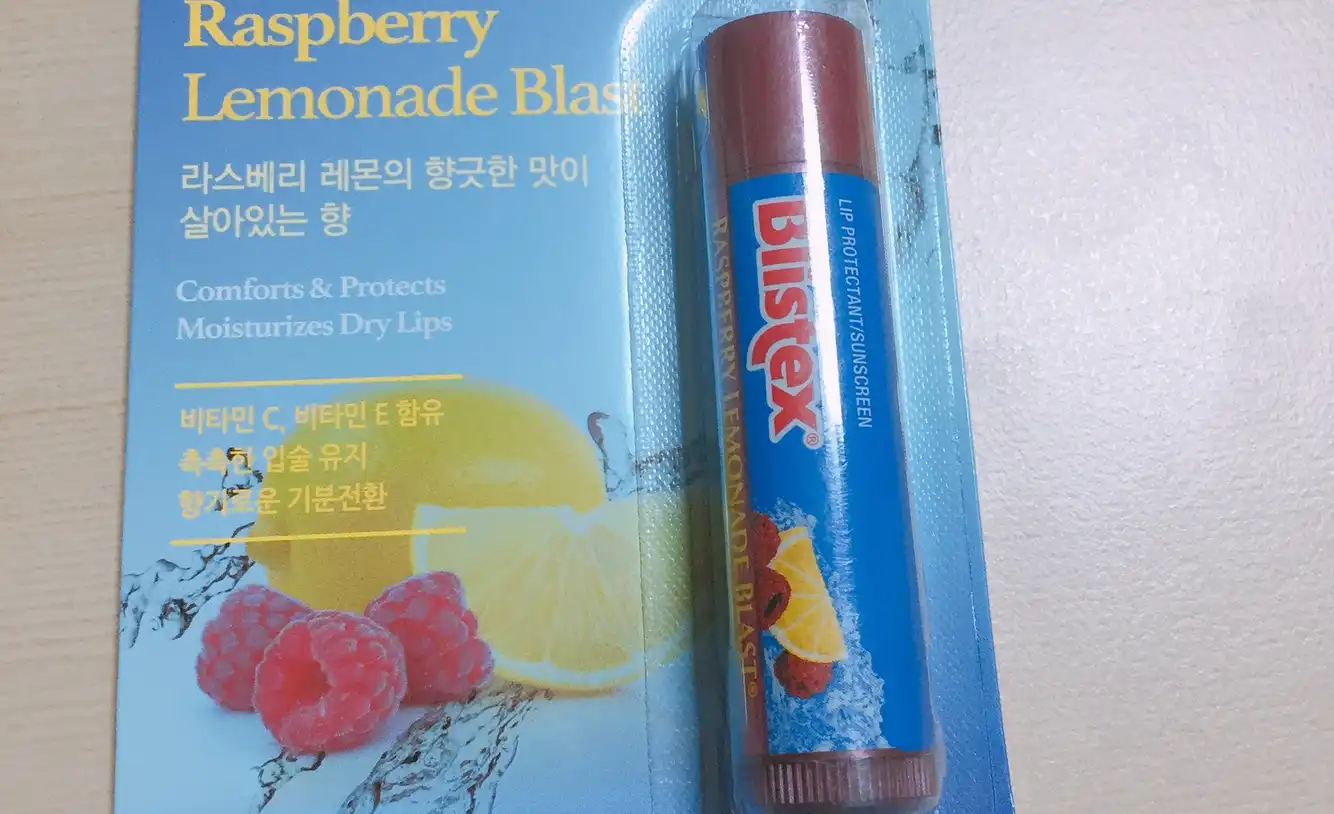 Raspberry
Lemonade Blast
라스베리 레몬의 향긋한 맛이
살아있는 향
Comforts & Protects
Moisturizes Dry Lips
비타민 C, 비타민 E 함유
촉촉한 입술 유지
향기로운 기분전환
LIP PROTECTANT/SUNSCREEN
Blistex®
RASPBERRY LEMONADE BLAST®